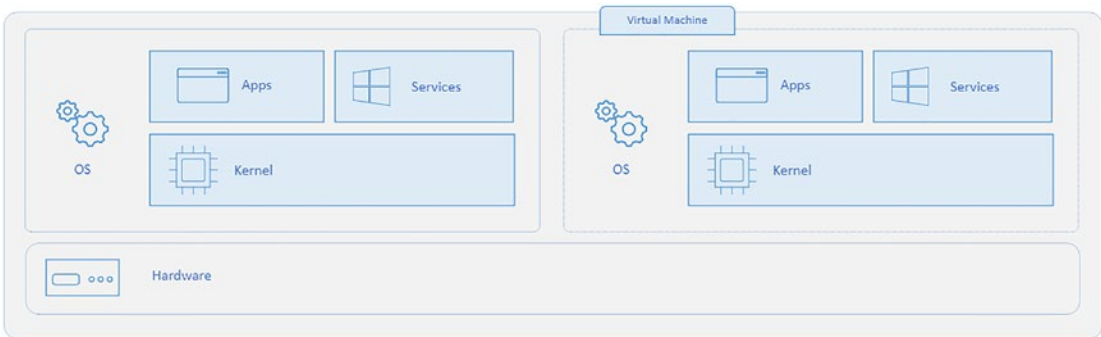 Virtual Machine
Apps
Services
OS
Kernel
Apps
Services
OS
Kernel
Hardware